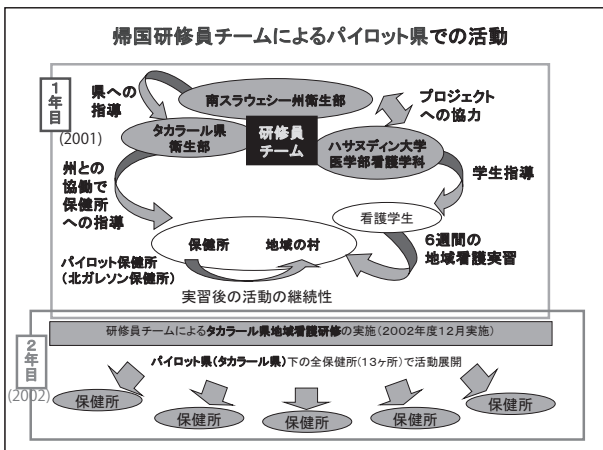 帰国研修員チームによるパイロット県での活動
1年目
(2001)
県への
指導
南スラウェシー州衛生部
プロジェクト
への協力
タカラール県
衛生部
研修員
チーム
ハサヌディン大学
医学部看護学科
州との
協働で
保健所
への指導
学生指導
看護学生
保健所
地域の村
6週間の
地域看護実習
パイロット保健所
(北ガレソン保健所)
実習後の活動の継続性
2年目
(2002)
研修員チームによるタカラール県地域看護研修の実施(2002年度12月実施)
パイロット県(タカラール県)下の全保健所(13ヶ所)で活動展開
保健所
保健所
保健所
保健所
保健所